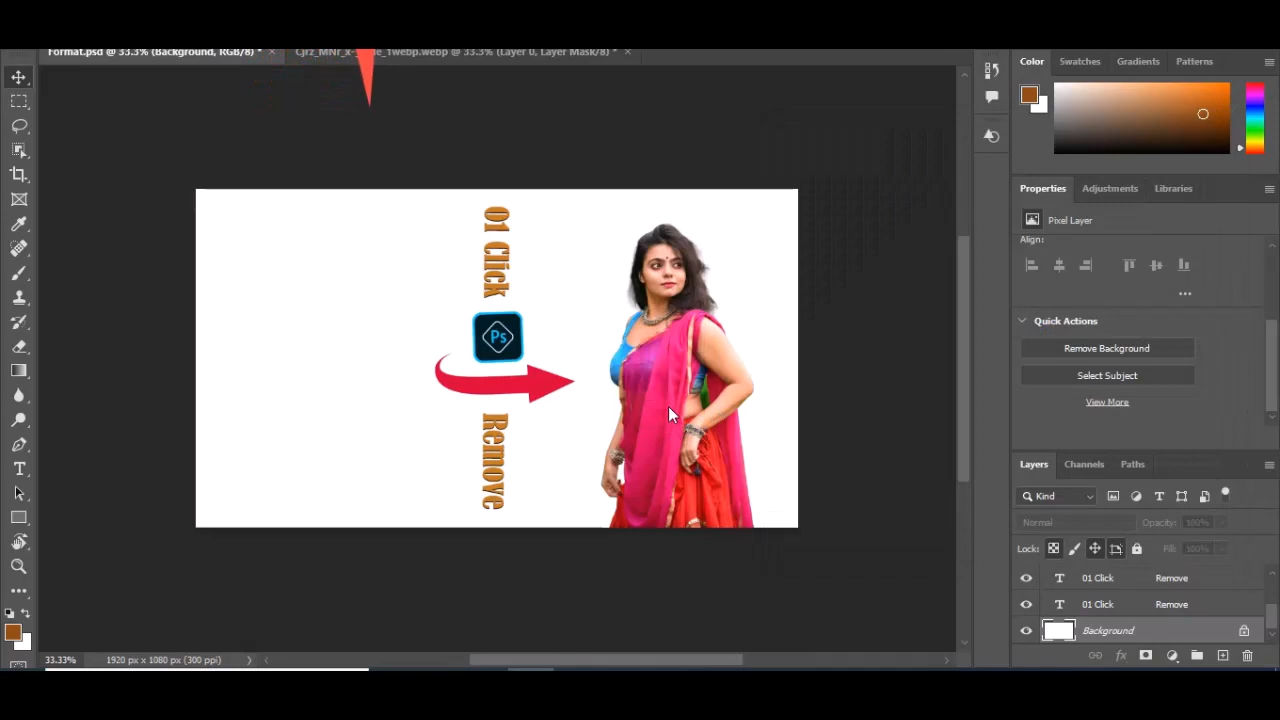 Format.psd @ 33.3% (Background, RGB/8) *
webp.webp @ 33.3% (Layer 0, Layer Mask/8) *
Color Swatches Gradients Patterns
Properties Adjustments Libraries
Pixel Layer
Align:
Quick Actions
Remove Background
Select Subject
View More
Layers Channels Paths
Kind
Normal Opacity: 100%
Lock: Fill: 100%
01 Click Remove
01 Click Remove
Background
01 Click
Ps
Remove
33.33% 1920 px x 1080 px (300 ppi)